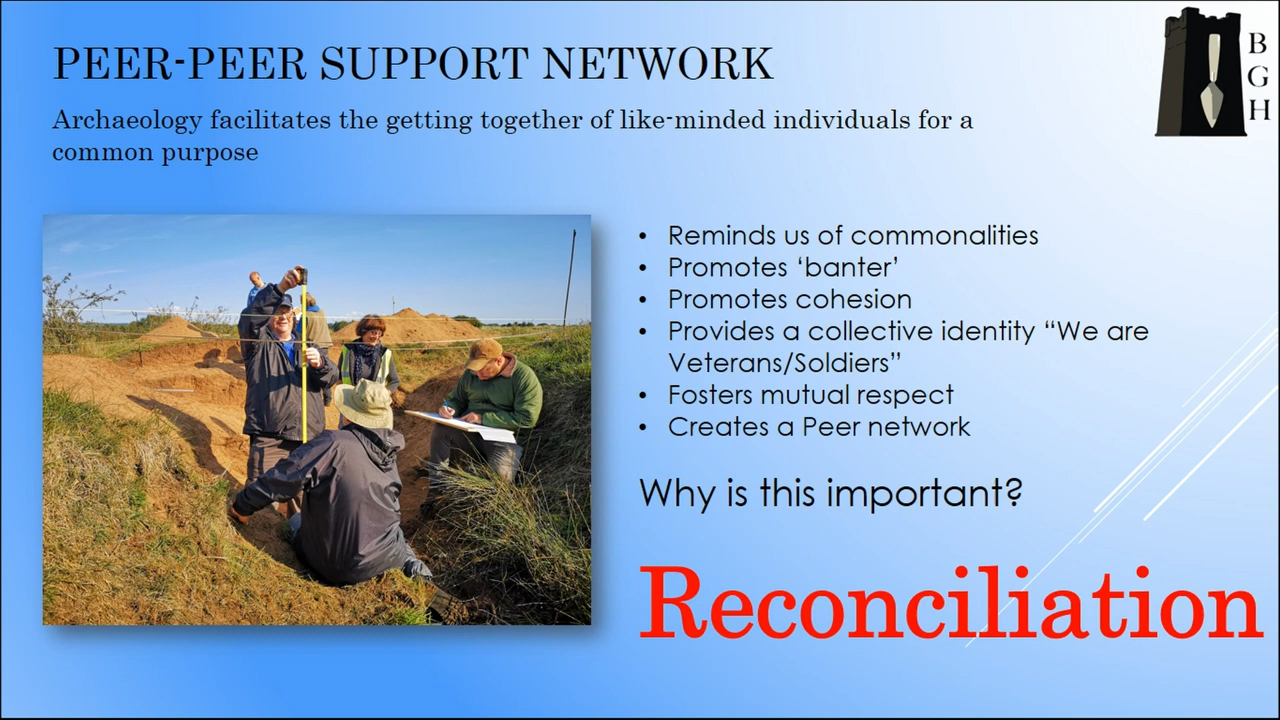 PEER-PEER SUPPORT NETWORK
Archaeology facilitates the getting together of like-minded individuals for a
common purpose
B
G
H
• Reminds us of commonalities
• Promotes ‘banter’
• Promotes cohesion
• Provides a collective identity “We are
Veterans/Soldiers”
• Fosters mutual respect
• Creates a Peer network
Why is this important?
Reconciliation